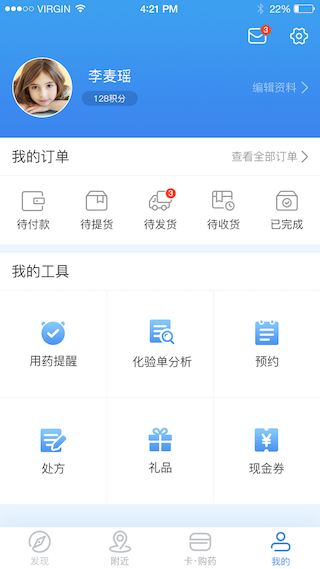 VIRGIN 4:21 PM 22%
3
李麦瑶
128积分
编辑资料
我的订单 查看全部订单
3
待付款 待提货 待发货 待收货 已完成
我的工具
用药提醒 化验单分析 预约
处方 礼品 现金券
发现 附近 卡·购药 我的